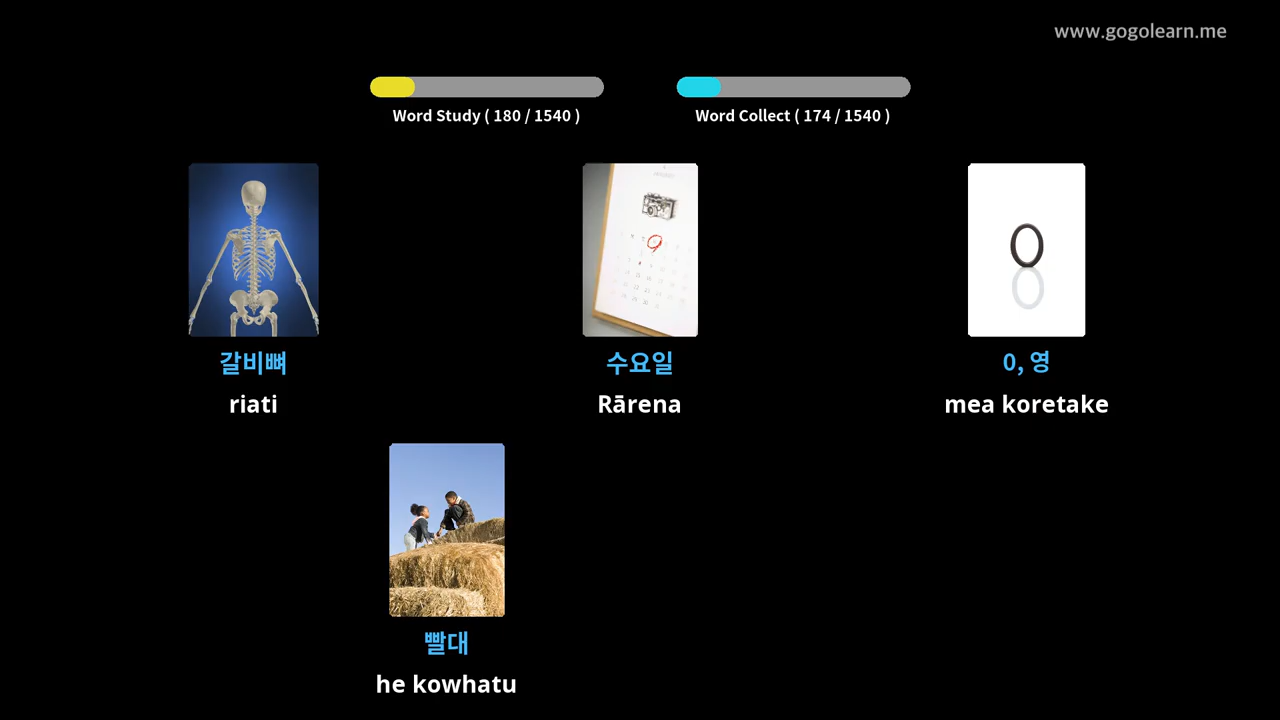 www.gogolearn.me
Word Study ( 180 / 1540 )
Word Collect ( 174 / 1540 )
갈비뼈
riati
수요일
Rārena
0, 영
mea koretake
빨대
he kowhatu